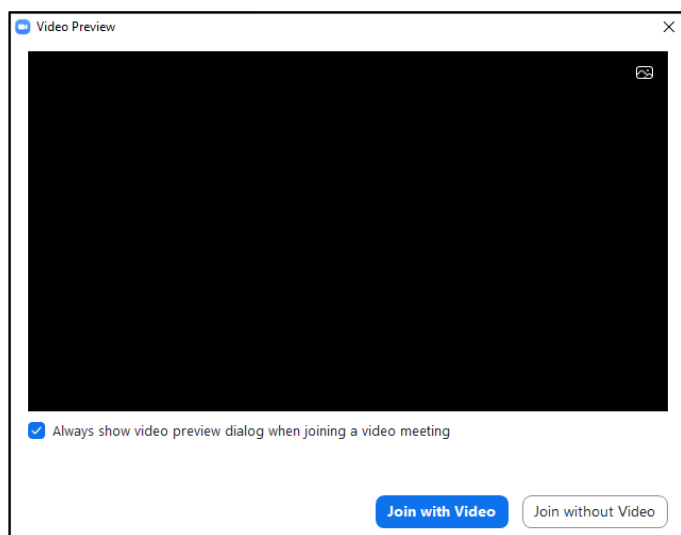 Video Preview
Always show video preview dialog when joining a video meeting
Join with Video
Join without Video